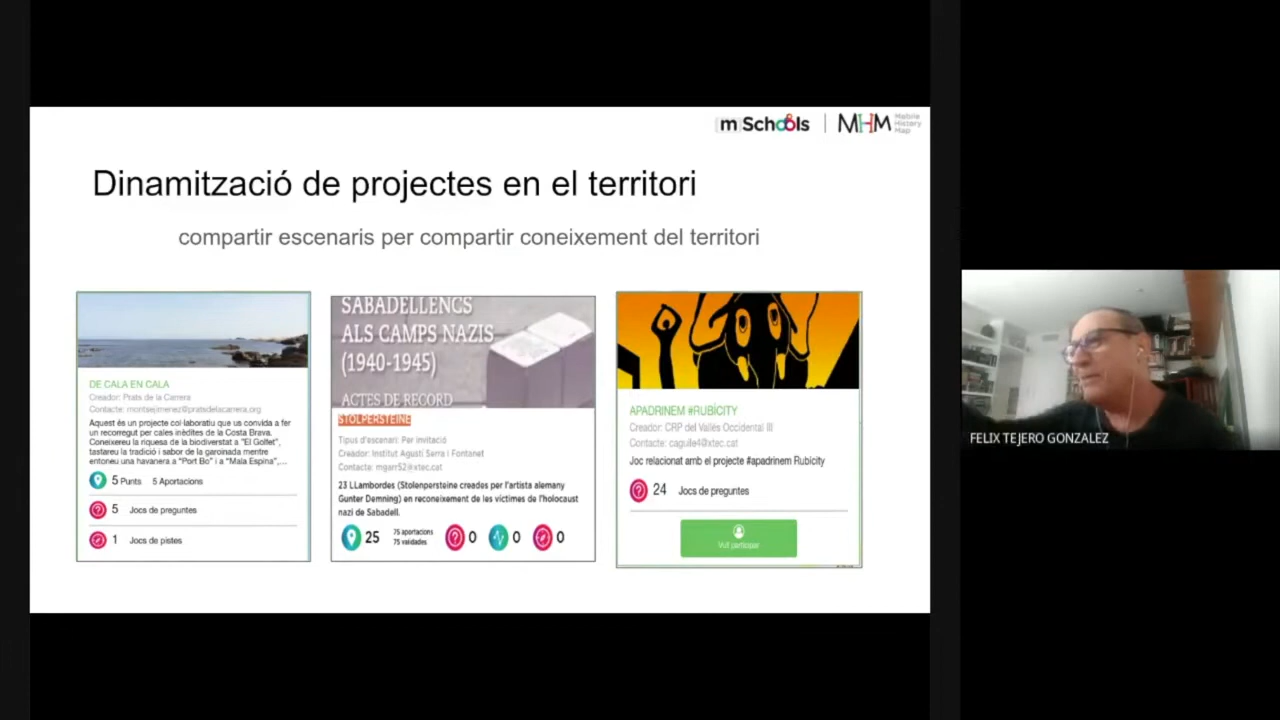 mSchools | MHM Mobile History Map
Dinamització de projectes en el territori
compartir escenaris per compartir coneixement del territori
DE CALA EN CALA
Creador: Prats de la Carrera
Contacte: montsejimenez@pratsdelacarrera.org
Aquest és un projecte col·laboratiu que us convida a fer
un recorregut per cales inèdites de la Costa Brava.
Coneixereu la riquesa de la biodiversitat a "El Golfet",
tastareu la tradició i sabor de la garoinada mentre
entoneu una havanera a "Port Bo" i a "Mala Espina",...
5 Punts 5 Aportacions
5 Jocs de preguntes
1 Jocs de pistes
SABADELLENCS
ALS CAMPS NAZIS
(1940-1945)
ACTES DE RECORD
STOLPERSTEINE
Tipus d'escenari: Per invitació
Creador: Institut Agustí Serra i Fontanet
Contacta: mgarr52@xtec.cat
23 LLambordes (Stolenpersteine creades per l'artista alemany
Gunter Demning) en reconeixement de les víctimes de l'holocaust
nazi de Sabadell.
25 75 aportacions
75 validades
0 0 0
APADRINEM #RUBÍCITY
Creador: CRP del Vallès Occidental III
Contacte: caguile4@xtec.cat
Joc relacionat amb el projecte #apadrinem Rubicity
24 Jocs de preguntes
Vull participar
FELIX TEJERO GONZALEZ